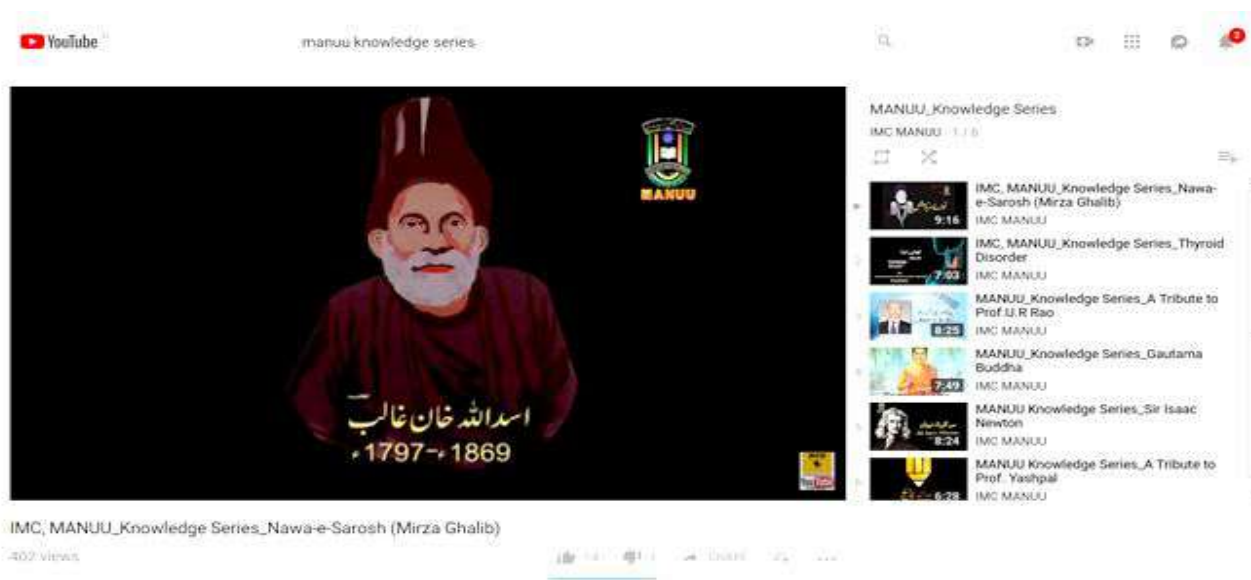 YouTube
manuu knowledge series
2
MANUU
اسد اللہ خان غالبؔ
1797ء-1869ء
IMC, MANUU_Knowledge Series_Nawa-e-Sarosh (Mirza Ghalib)
402 views
SHARE
MANUU_Knowledge Series
IMC MANUU 1 / 6
9:16
IMC, MANUU_Knowledge Series_Nawa-
e-Sarosh (Mirza Ghalib)
IMC MANUU
7:03
IMC, MANUU_Knowledge Series_Thyroid
Disorder
IMC MANUU
8:25
MANUU_Knowledge Series_A Tribute to
Prof.U.R Rao
IMC MANUU
7:49
MANUU_Knowledge Series_Gautama
Buddha
IMC MANUU
8:24
MANUU Knowledge Series_Sir Isaac
Newton
IMC MANUU
6:28
MANUU Knowledge Series_A Tribute to
Prof. Yashpal
IMC MANUU